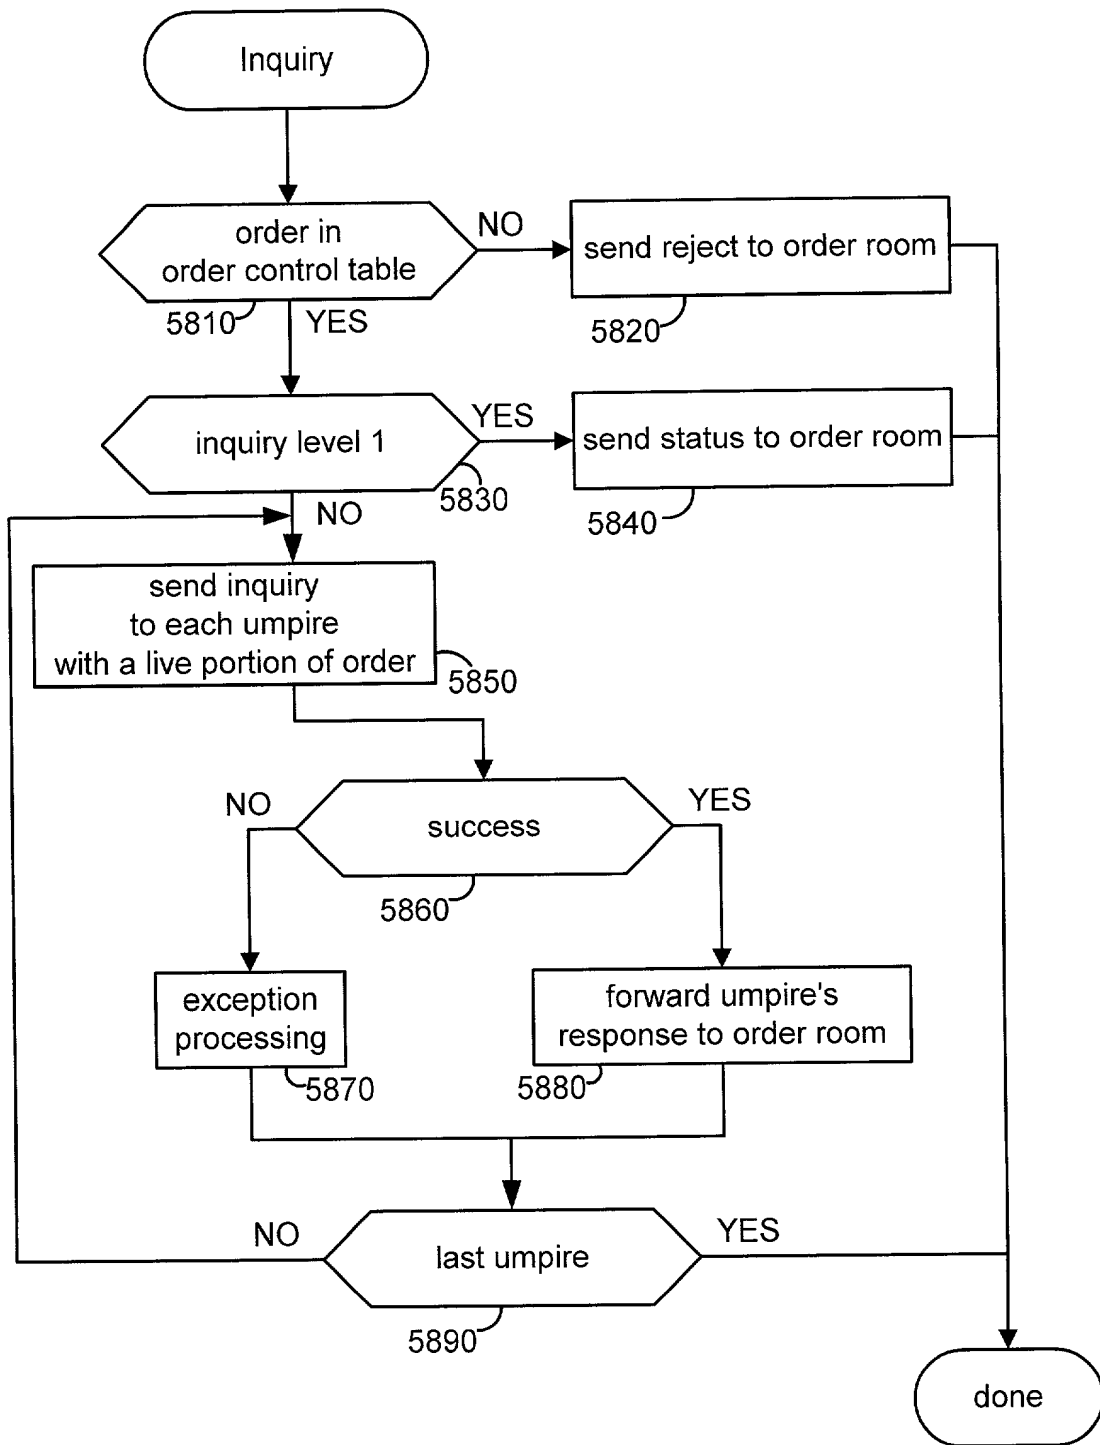 Inquiry
order in
order control table
NO
send reject to order room
5810
YES
5820
inquiry level 1
YES
send status to order room
5830
NO
5840
send inquiry
to each umpire
with a live portion of order
5850
NO
YES
success
5860
exception
processing
forward umpire's
response to order room
5870
5880
NO
YES
last umpire
5890
done